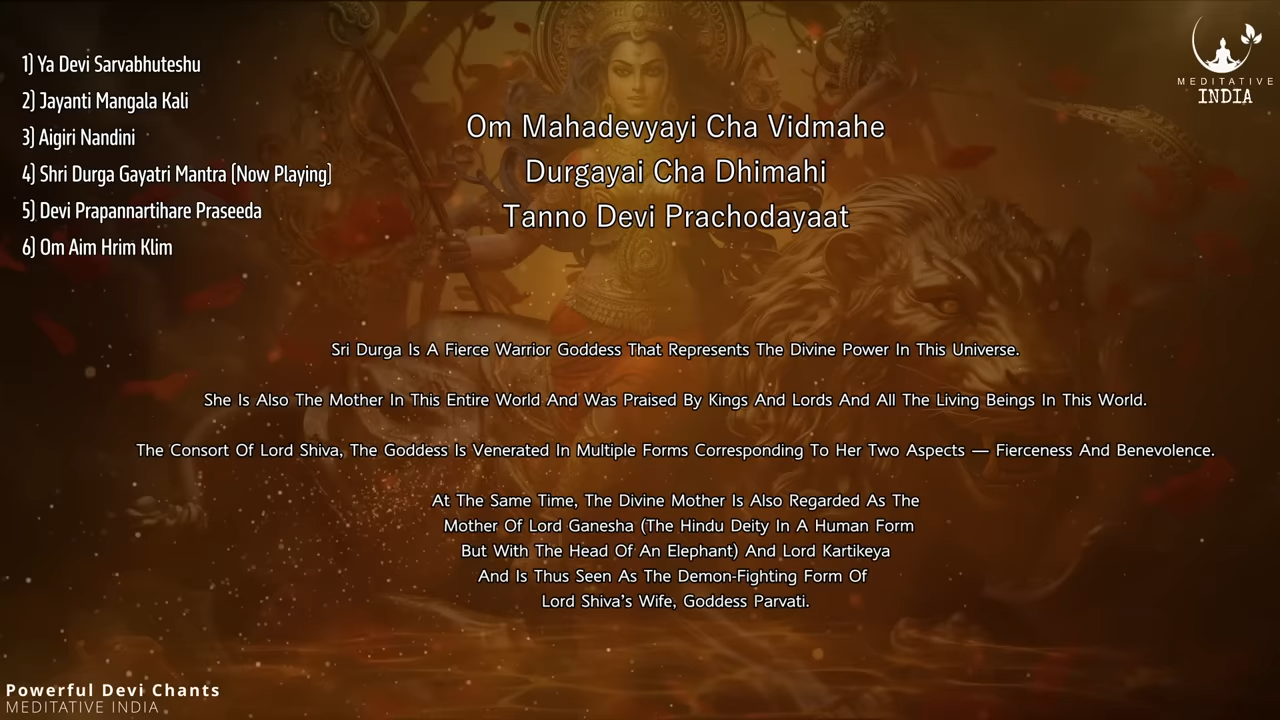 1) Ya Devi Sarvabhuteshu
2) Jayanti Mangala Kali
3) Aigiri Nandini
4) Shri Durga Gayatri Mantra (Now Playing]
5) Devi Prapannartihare Praseeda
6) Om Aim Hrim Klim
MEDITATIVE
INDIA
Om Mahadevyayi Cha Vidmahe
Durgayai Cha Dhimahi
Tanno Devi Prachodayaat
Sri Durga Is A Fierce Warrior Goddess That Represents The Divine Power In This Universe.
She Is Also The Mother In This Entire World And Was Praised By Kings And Lords And All The Living Beings In This World.
The Consort Of Lord Shiva, The Goddess Is Venerated In Multiple Forms Corresponding To Her Two Aspects — Fierceness And Benevolence.
At The Same Time, The Divine Mother Is Also Regarded As The
Mother Of Lord Ganesha (The Hindu Deity In A Human Form
But With The Head Of An Elephant) And Lord Kartikeya
And Is Thus Seen As The Demon-Fighting Form Of
Lord Shiva's Wife, Goddess Parvati.
Powerful Devi Chants
MEDITATIVE INDIA